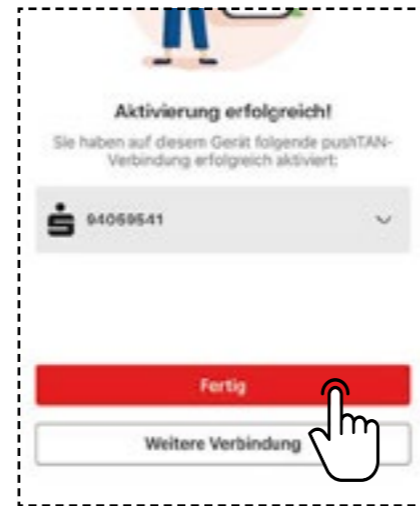 Aktivierung erfolgreich!
Sie haben auf diesem Gerät folgende pushTAN-
Verbindung erfolgreich aktiviert:
94059541
Fertig
Weitere Verbindung